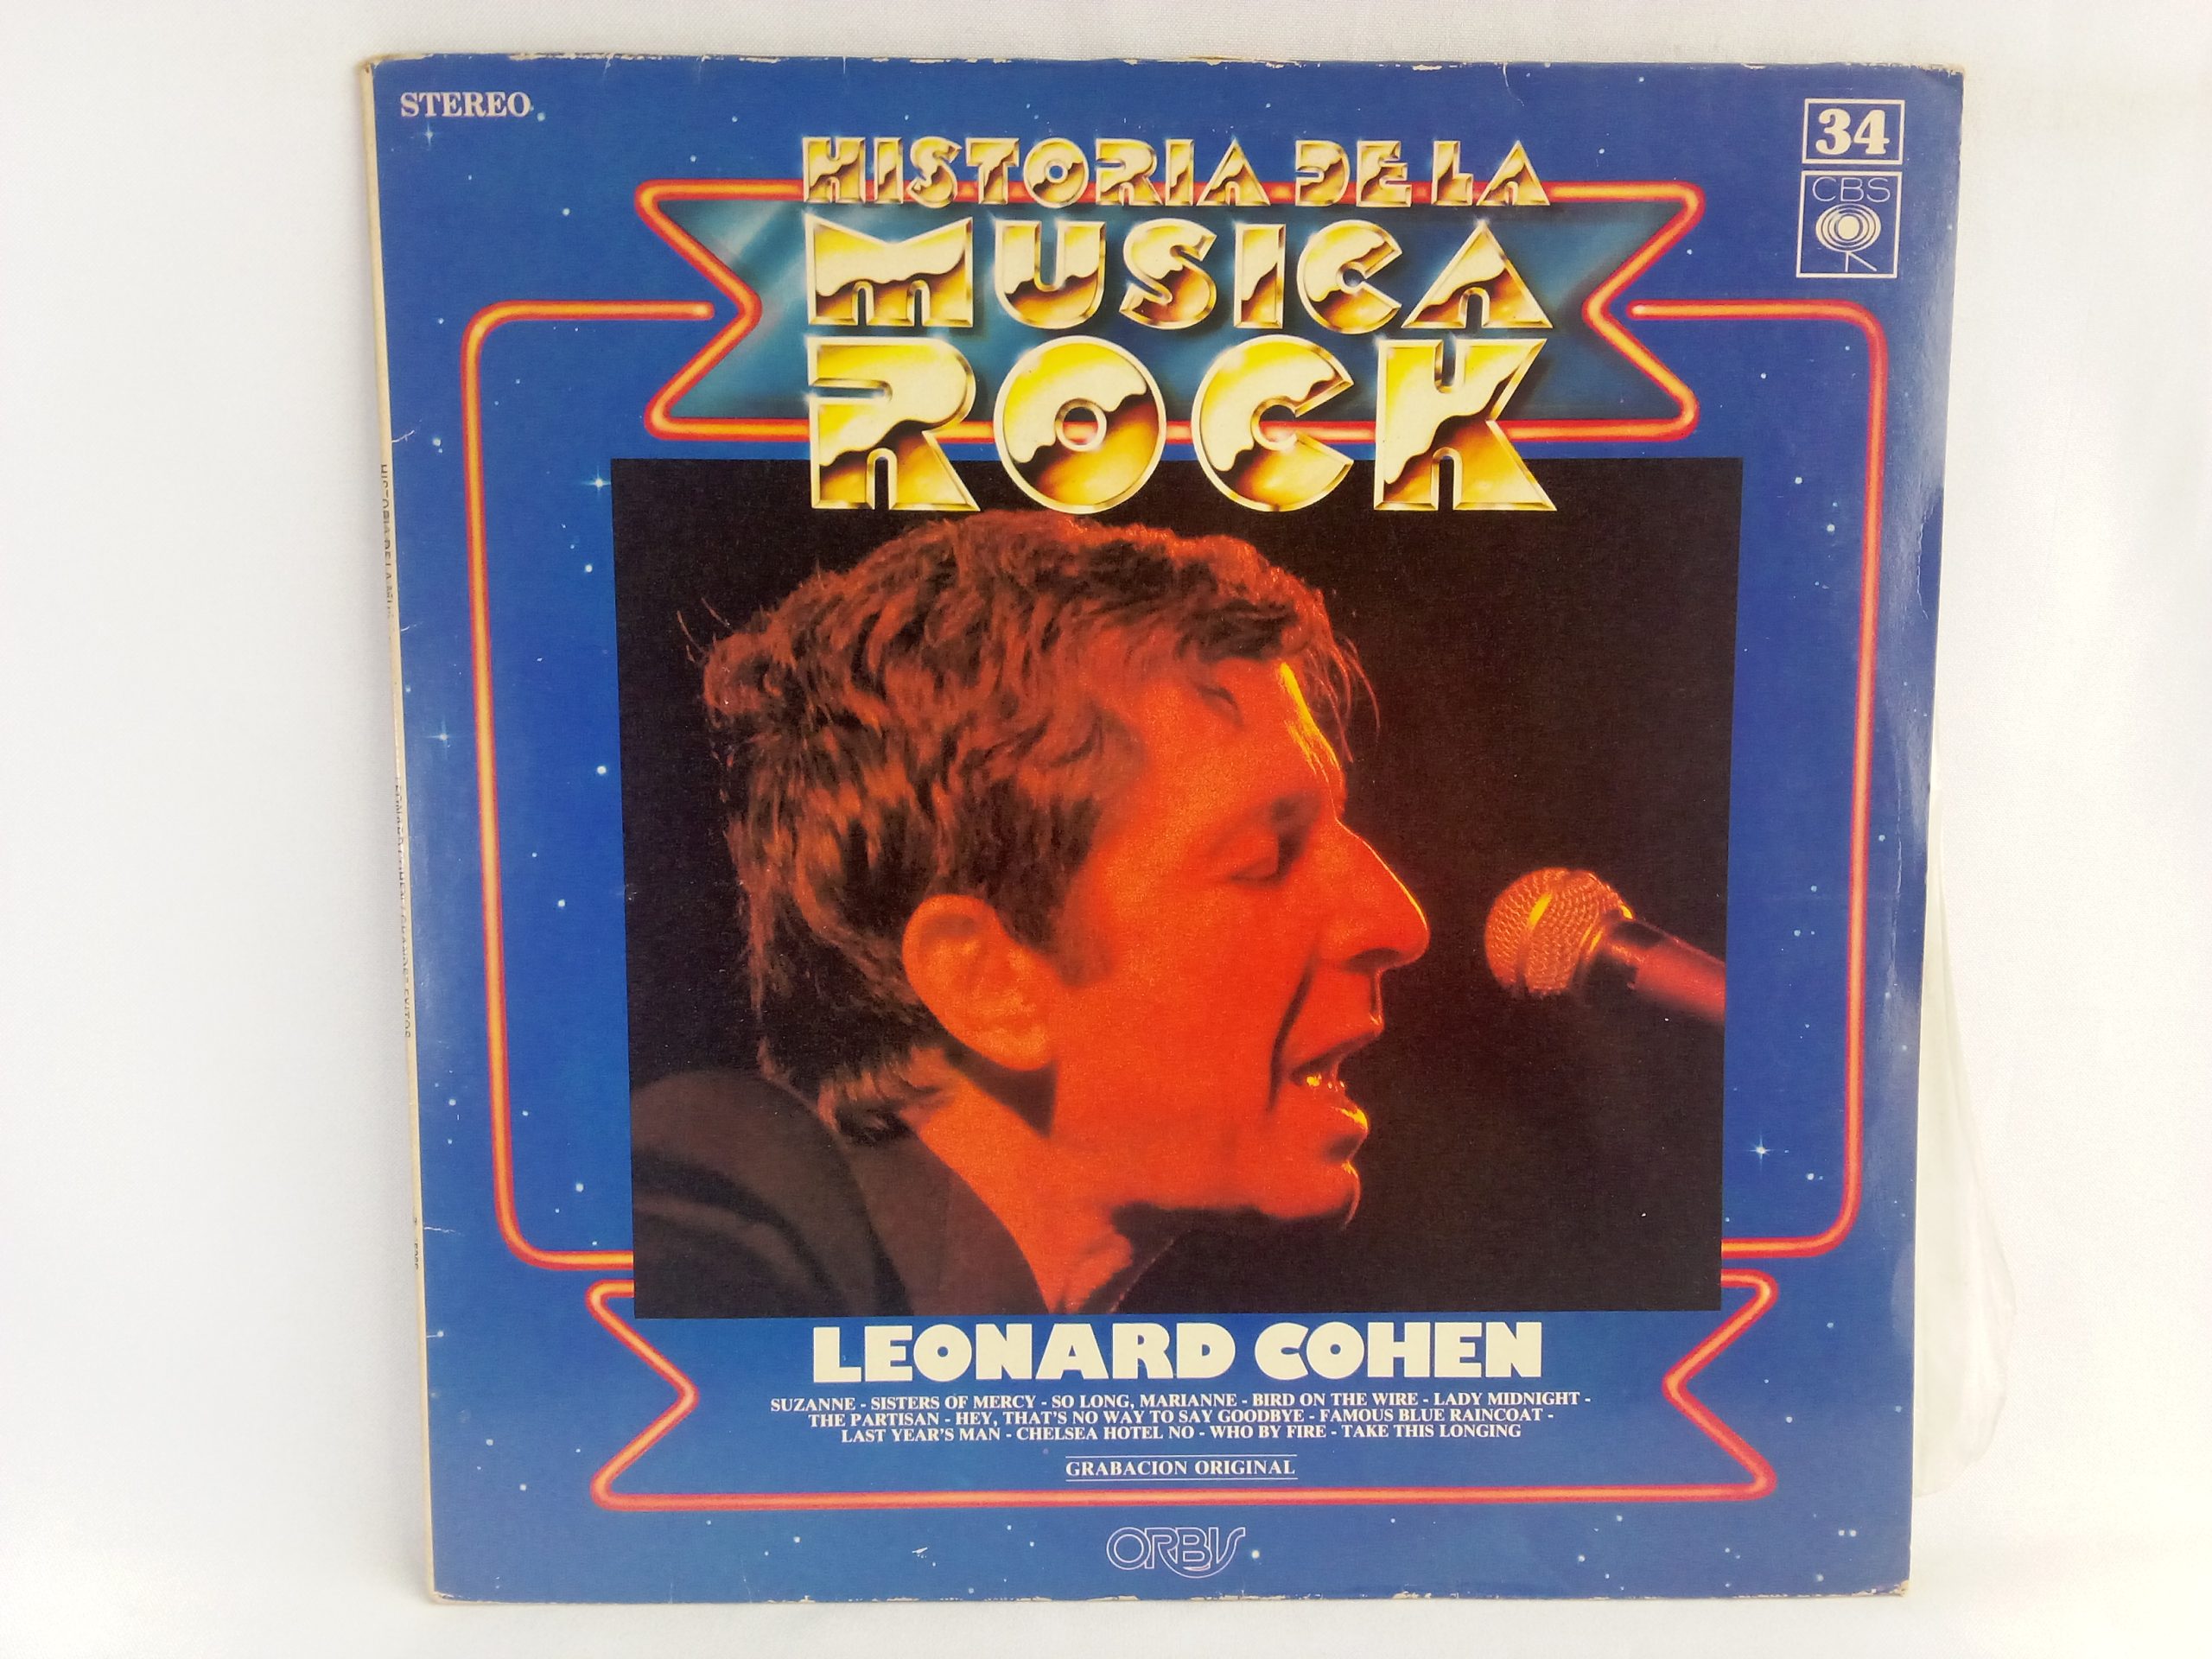 STEREO
34
CBS
HISTORIA DE LA
MUSICA
ROCK
LEONARD COHEN
SUZANNE - SISTERS OF MERCY - SO LONG, MARIANNE - BIRD ON THE WIRE - LADY MIDNIGHT -
THE PARTISAN - HEY, THAT'S NO WAY TO SAY GOODBYE - FAMOUS BLUE RAINCOAT -
LAST YEAR'S MAN - CHELSEA HOTEL NO - WHO BY FIRE - TAKE THIS LONGING
GRABACION ORIGINAL
ORBIS